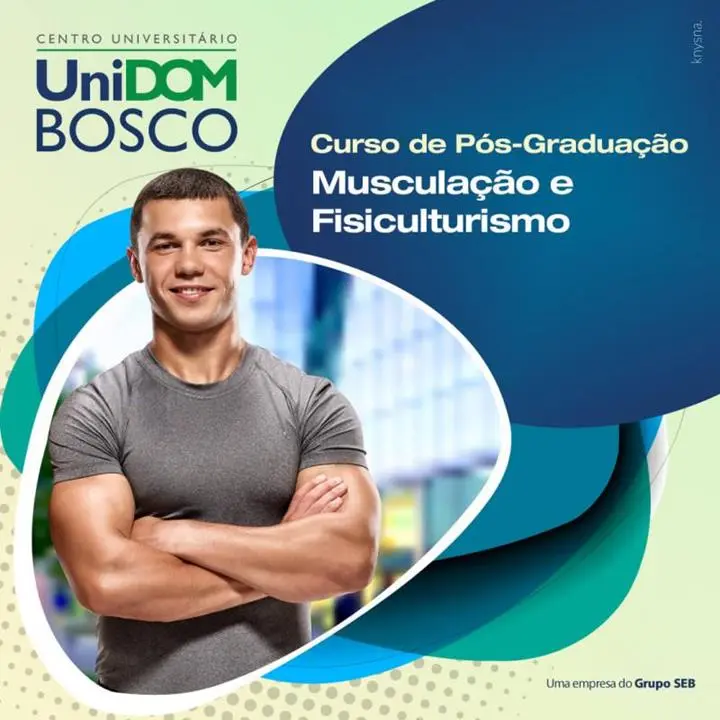 CENTRO UNIVERSITÁRIO
UniDOM
BOSCO
knysna.
Curso de Pós-Graduação
Musculação e
Fisiculturismo
Uma empresa do Grupo SEB